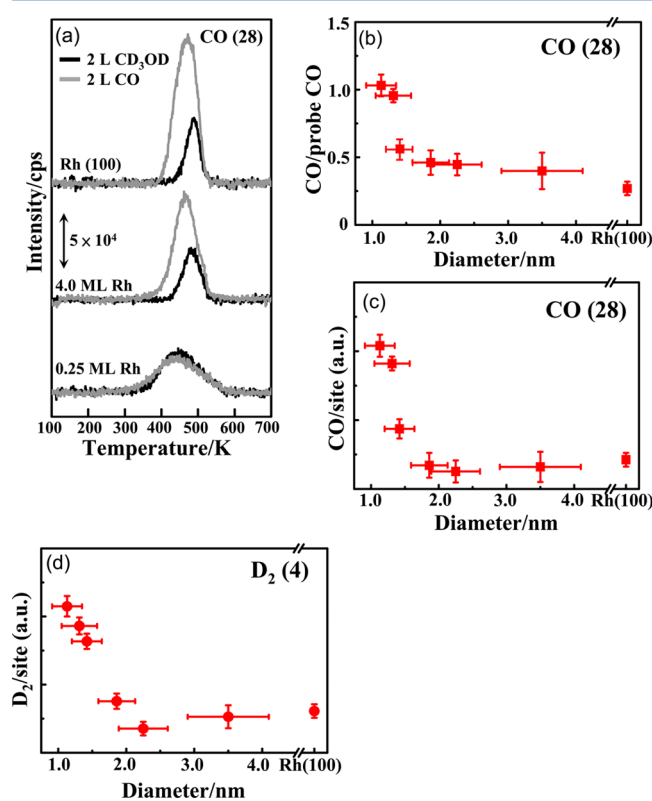 (a)
CO (28)
2 L CD₃OD
2 L CO
Rh (100)
5 × 10⁴
4.0 ML Rh
0.25 ML Rh
Intensity/cps
100 200 300 400 500 600 700
Temperature/K
(b)
CO (28)
CO/probe CO
1.5
1.0
0.5
0
1.0 2.0 3.0 4.0 Rh(100)
Diameter/nm
(c)
CO (28)
CO/site (a.u.)
1.0 2.0 3.0 4.0 Rh(100)
Diameter/nm
(d)
D₂ (4)
D₂/site (a.u.)
1.0 2.0 3.0 4.0 Rh(100)
Diameter/nm